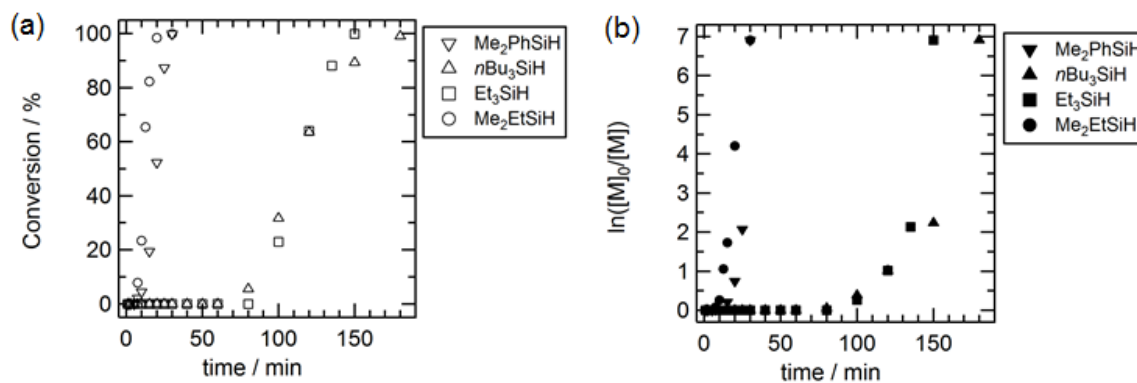 (a)
100
80
60
40
20
0
Conversion / %
0 50 100 150
time / min
▽ Me₂PhSiH
△ nBu₃SiH
□ Et₃SiH
○ Me₂EtSiH
(b)
7
6
5
4
3
2
1
0
ln([M]₀/[M])
0 50 100 150
time / min
▼ Me₂PhSiH
▲ nBu₃SiH
■ Et₃SiH
● Me₂EtSiH